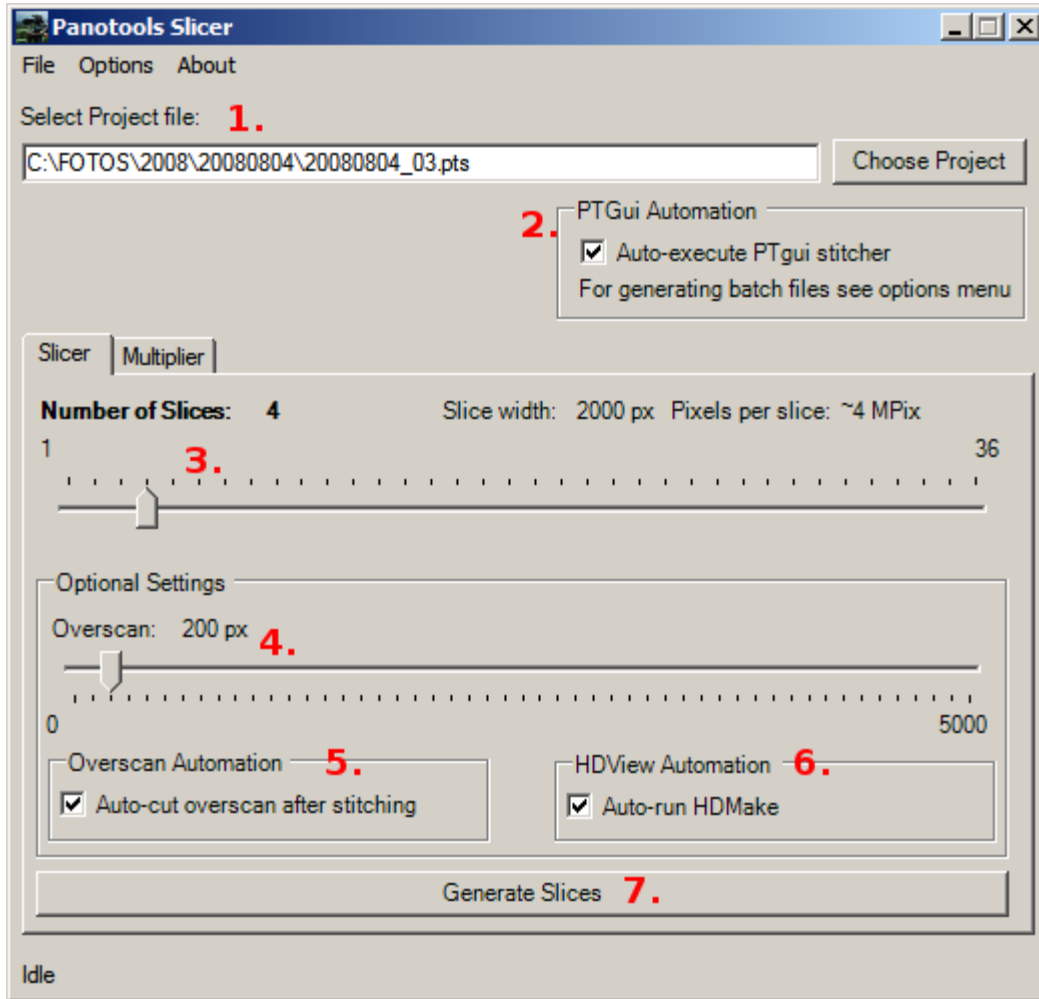 Panotools Slicer
File Options About
Select Project file: 1.
C:\FOTOS\2008\20080804\20080804_03.pts Choose Project
2. PTGui Automation
Auto-execute PTgui stitcher
For generating batch files see options menu
Slicer Multiplier
Number of Slices: 4 Slice width: 2000 px Pixels per slice: ~4 MPix
1 36
3.
Optional Settings
Overscan: 200 px 4.
0 5000
Overscan Automation 5. HDView Automation 6.
Auto-cut overscan after stitching Auto-run HDMake
Generate Slices 7.
Idle